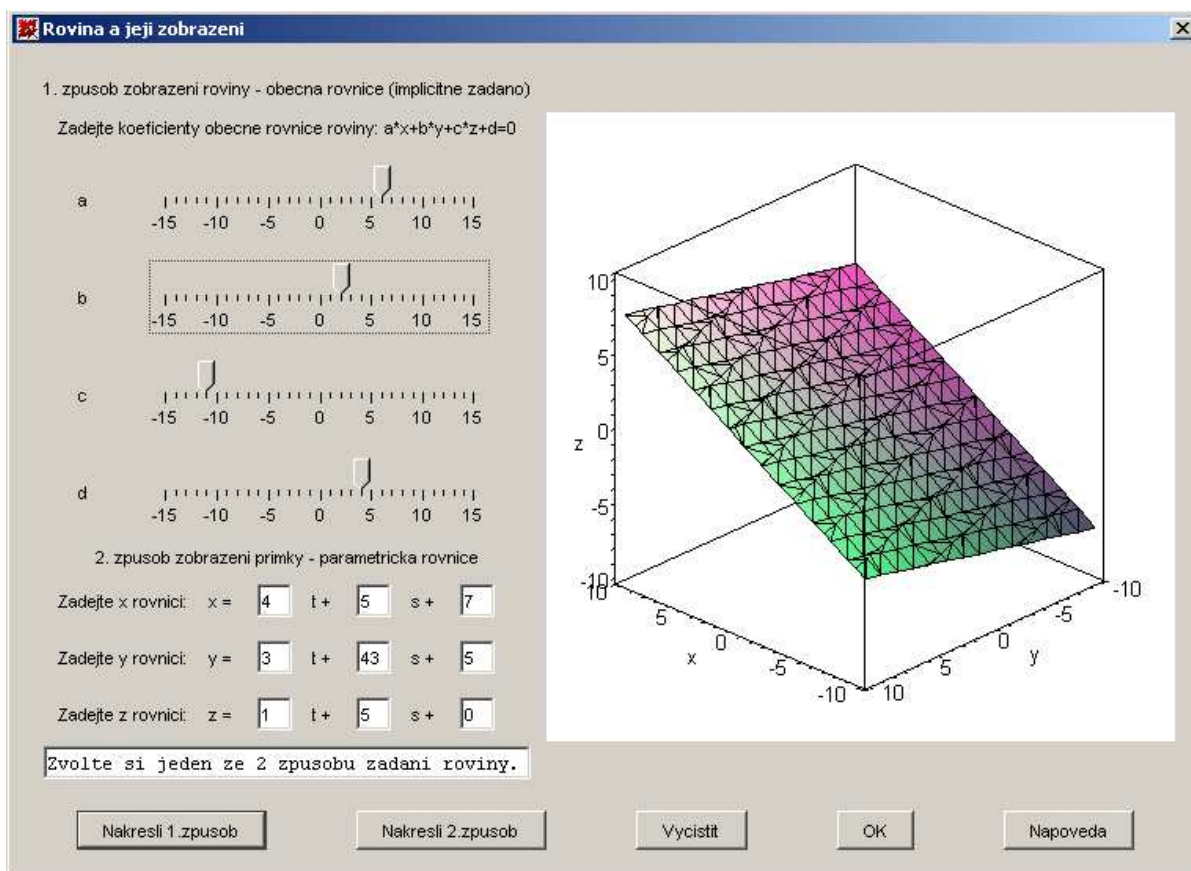 Rovina a jeji zobrazeni
1. zpusob zobrazeni roviny - obecna rovnice (implicitne zadano)
Zadejte koeficienty obecne rovnice roviny: a*x+b*y+c*z+d=0
a
-15 -10 -5 0 5 10 15
b
-15 -10 -5 0 5 10 15
c
-15 -10 -5 0 5 10 15
d
-15 -10 -5 0 5 10 15
2. zpusob zobrazeni primky - parametricka rovnice
Zadejte x rovnici: x = 4 t + 5 s + 7
Zadejte y rovnici: y = 3 t + 43 s + 5
Zadejte z rovnici: z = 1 t + 5 s + 0
Zvolte si jeden ze 2 zpusobu zadani roviny.
10
5
z 0
-5
-10
10 5 0 -5 -10
x
10 5 0 -5 -10
y
Nakresli 1.zpusob Nakresli 2.zpusob Vycistit OK Napoveda